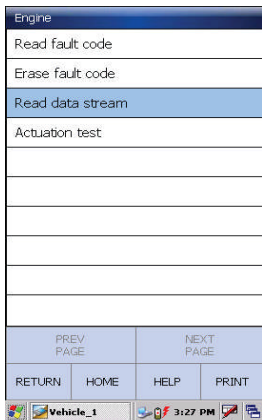 Engine
Read fault code
Erase fault code
Read data stream
Actuation test
PREV PAGE
NEXT PAGE
RETURN HOME HELP PRINT
Vehicle_1 3:27 PM